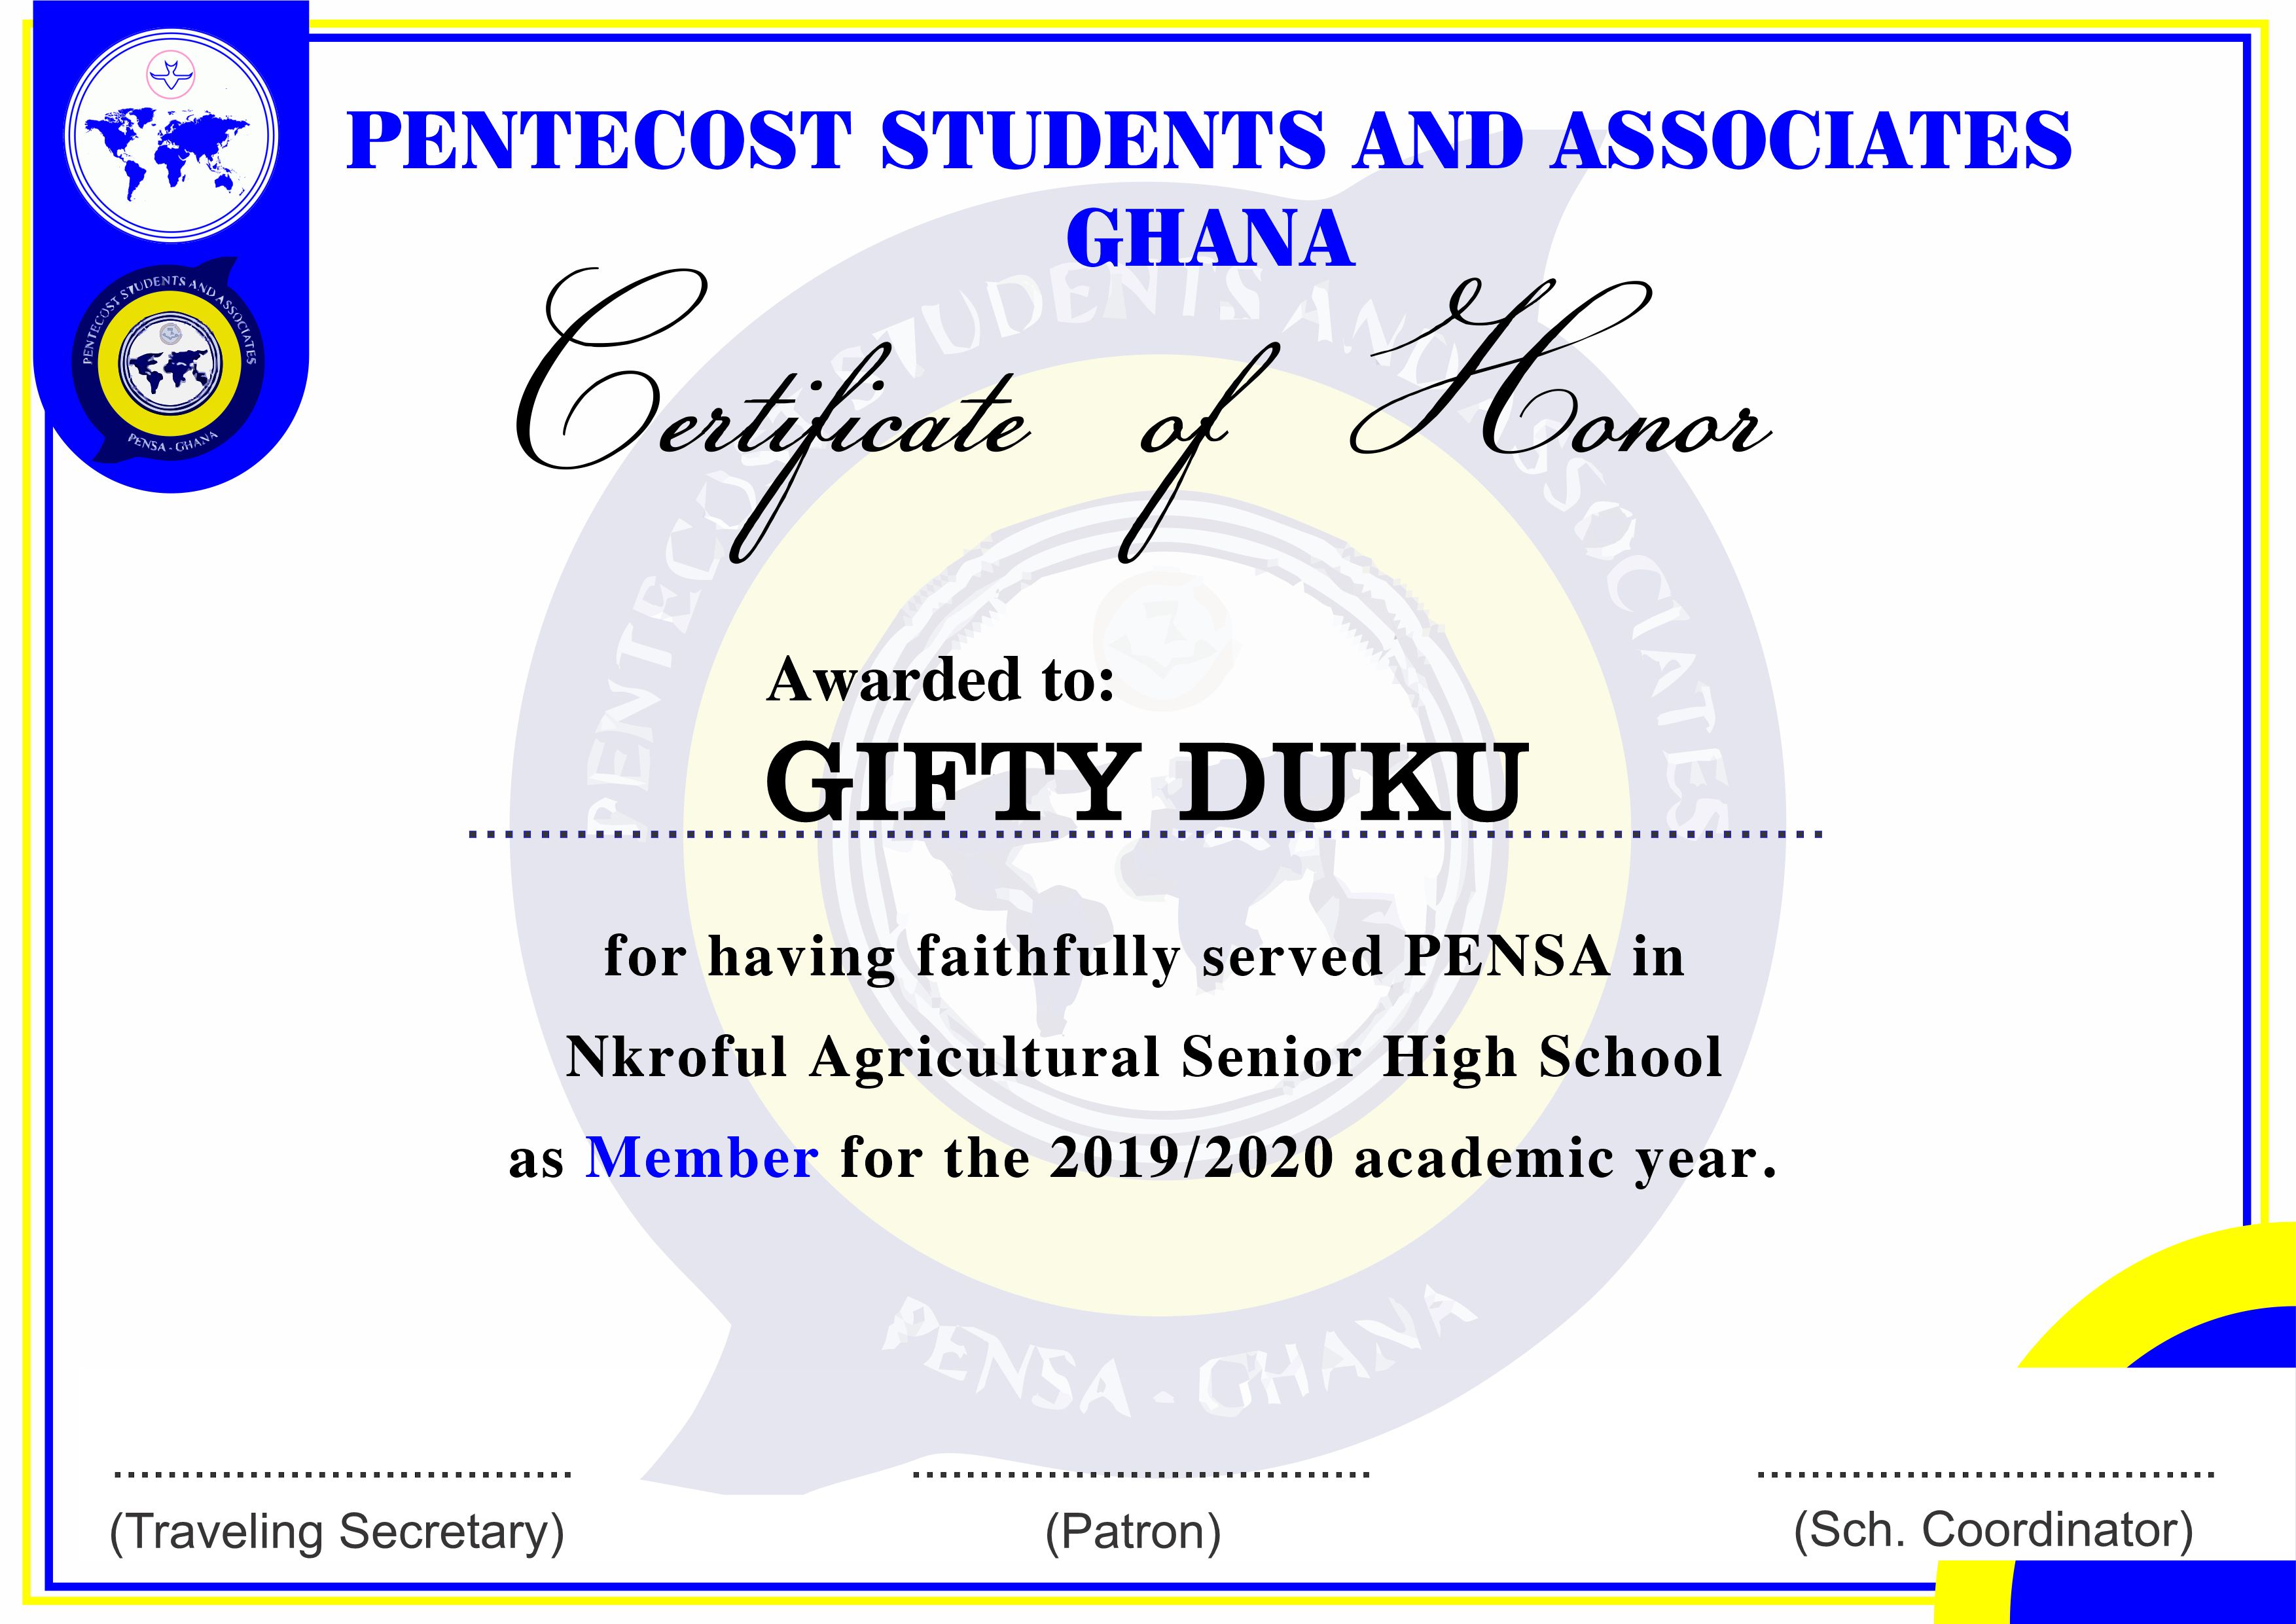 PENTECOST STUDENTS AND ASSOCIATES
GHANA
PENTECOST STUDENTS AND ASSOCIATES
PENSA - GHANA
Certificate of Honor
PENTECOST STUDENTS AND ASSOCIATES
Awarded to:
GIFTY DUKU
for having faithfully served PENSA in
Nkroful Agricultural Senior High School
as Member for the 2019/2020 academic year.
PENSA - GHANA
(Traveling Secretary)
(Patron)
(Sch. Coordinator)